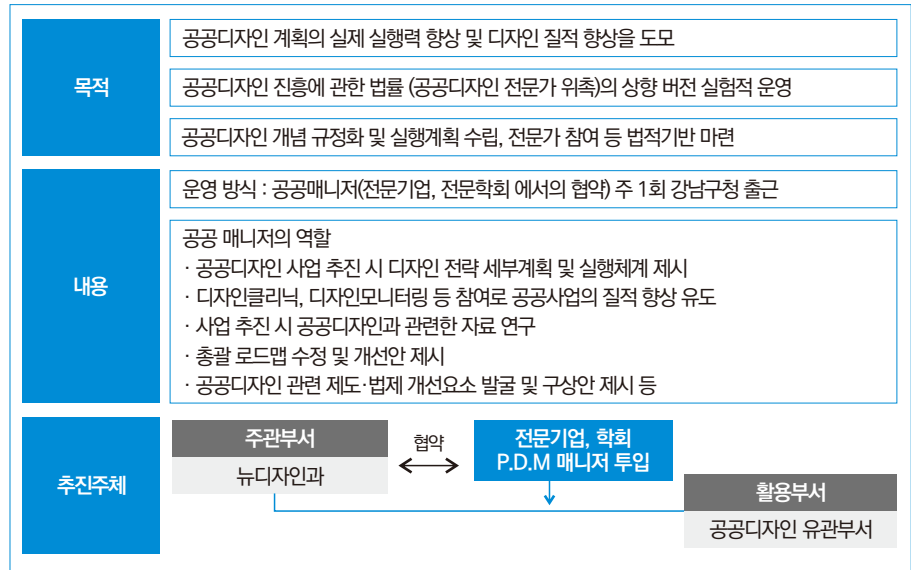 목적
공공디자인 계획의 실제 실행력 향상 및 디자인 질적 향상을 도모
공공디자인 진흥에 관한 법률 (공공디자인 전문가 위촉)의 상향 버전 실험적 운영
공공디자인 개념 규정화 및 실행계획 수립, 전문가 참여 등 법적기반 마련
내용
운영 방식 : 공공매니저(전문기업, 전문학회 에서의 협약) 주 1회 강남구청 출근
공공 매니저의 역할
· 공공디자인 사업 추진 시 디자인 전략 세부계획 및 실행체계 제시
· 디자인클리닉, 디자인모니터링 등 참여로 공공사업의 질적 향상 유도
· 사업 추진 시 공공디자인과 관련한 자료 연구
· 총괄 로드맵 수정 및 개선안 제시
· 공공디자인 관련 제도·법제 개선요소 발굴 및 구상안 제시 등
추진주체
주관부서
뉴디자인과
협약
전문기업, 학회
P.D.M 매니저 투입
활용부서
공공디자인 유관부서